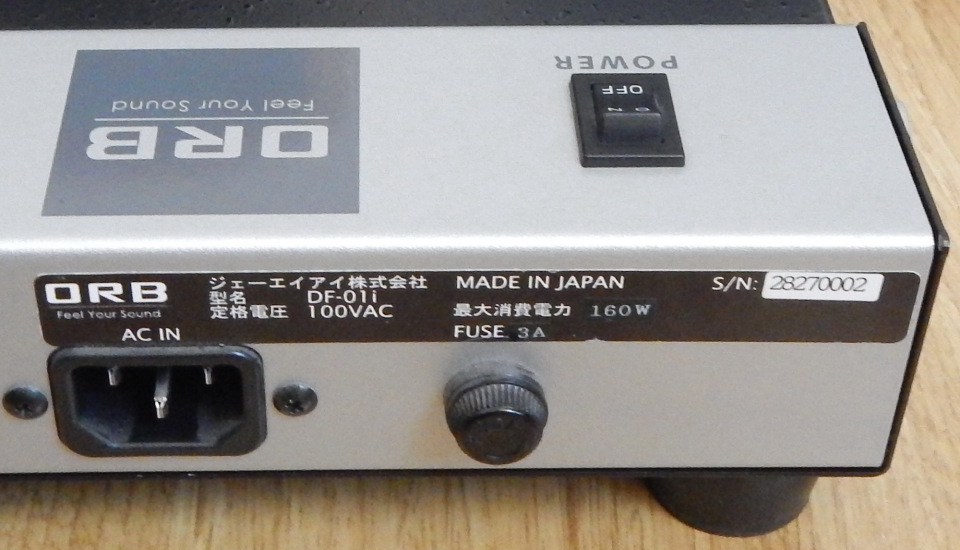 POWER
OFF
ON
ORB
Feel Your Sound
ORB
Feel Your Sound
ジェーエイアイ株式会社 MADE IN JAPAN S/N: 28270002
型名 DF-01i
定格電圧 100VAC 最大消費電力 160W
AC IN FUSE 3A